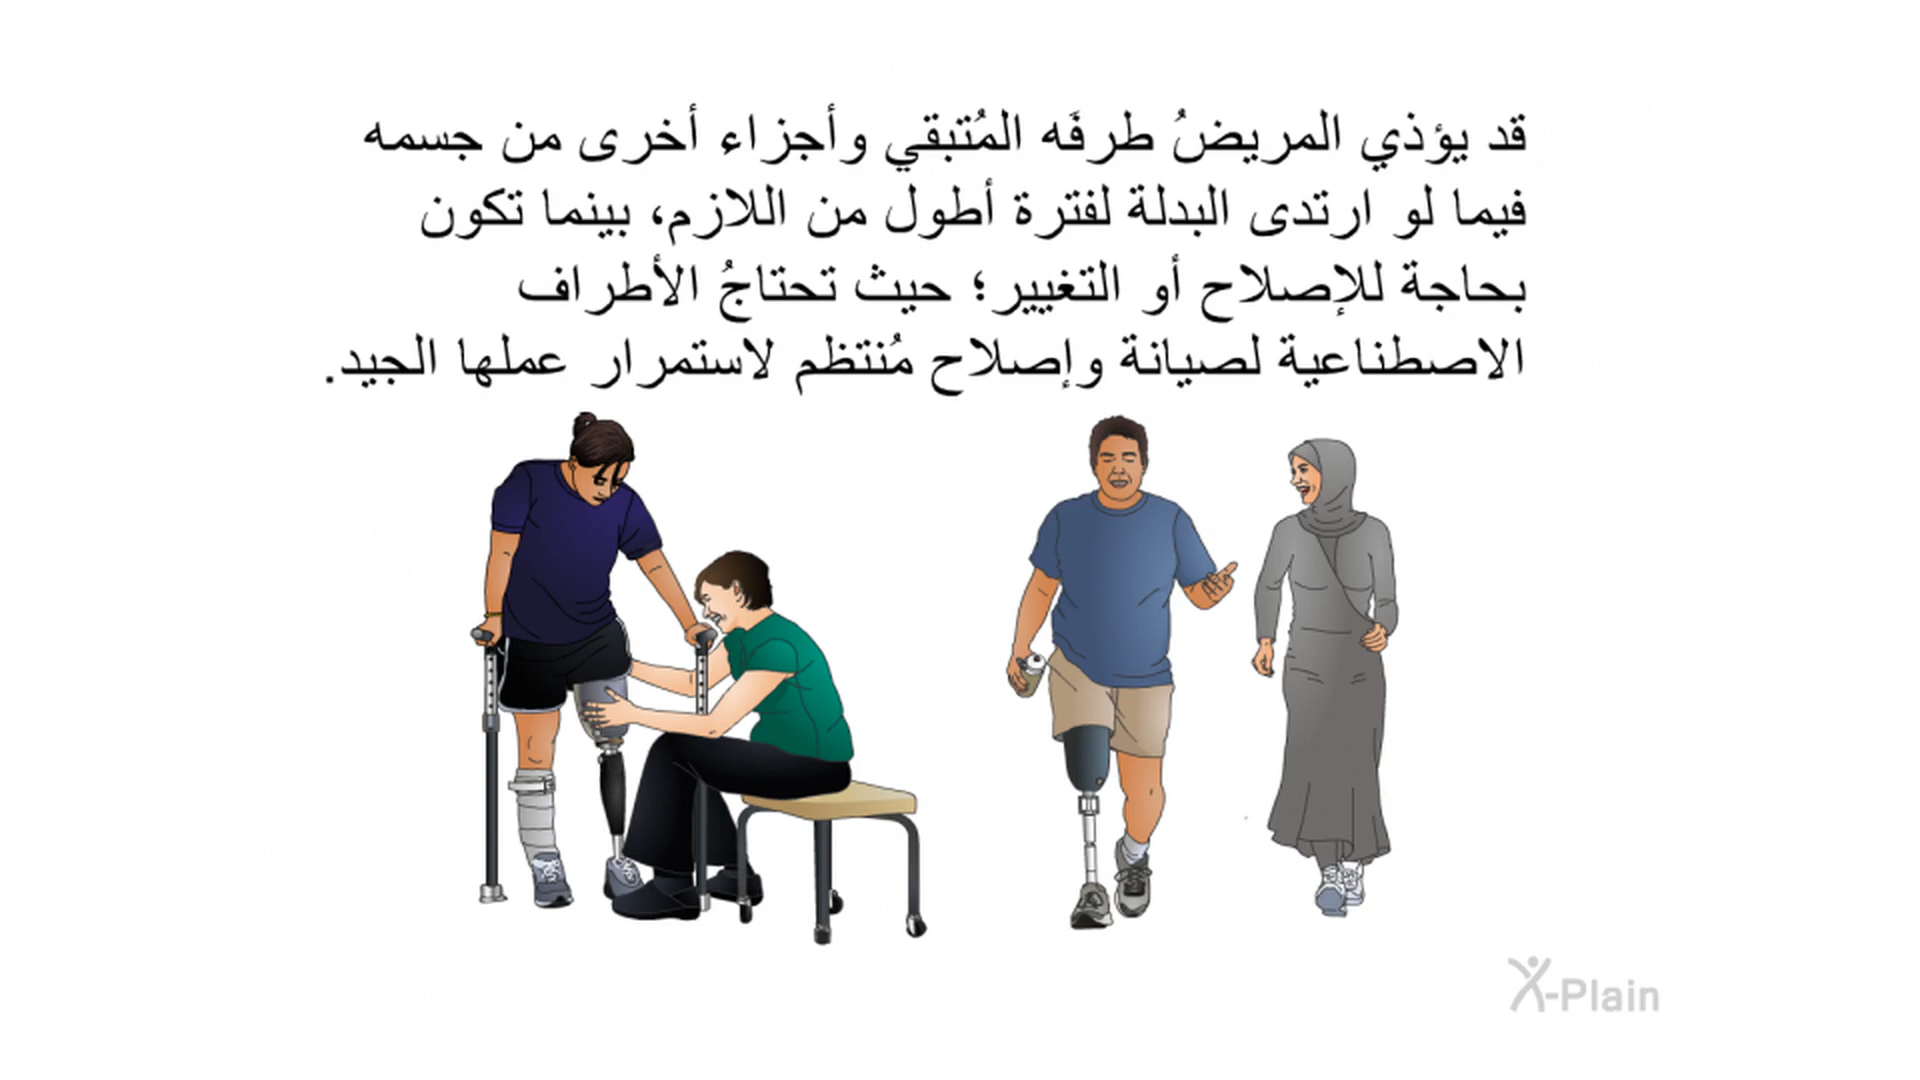 قد يؤذي المريضُ طرفَه المُتبقي وأجزاء أخرى من جسمه
فيما لو ارتدى البدلة لفترة أطول من اللازم، بينما تكون
بحاجة للإصلاح أو التغيير؛ حيث تحتاجُ الأطراف
الاصطناعية لصيانة وإصلاح مُنتظم لاستمرار عملها الجيد.
X-Plain